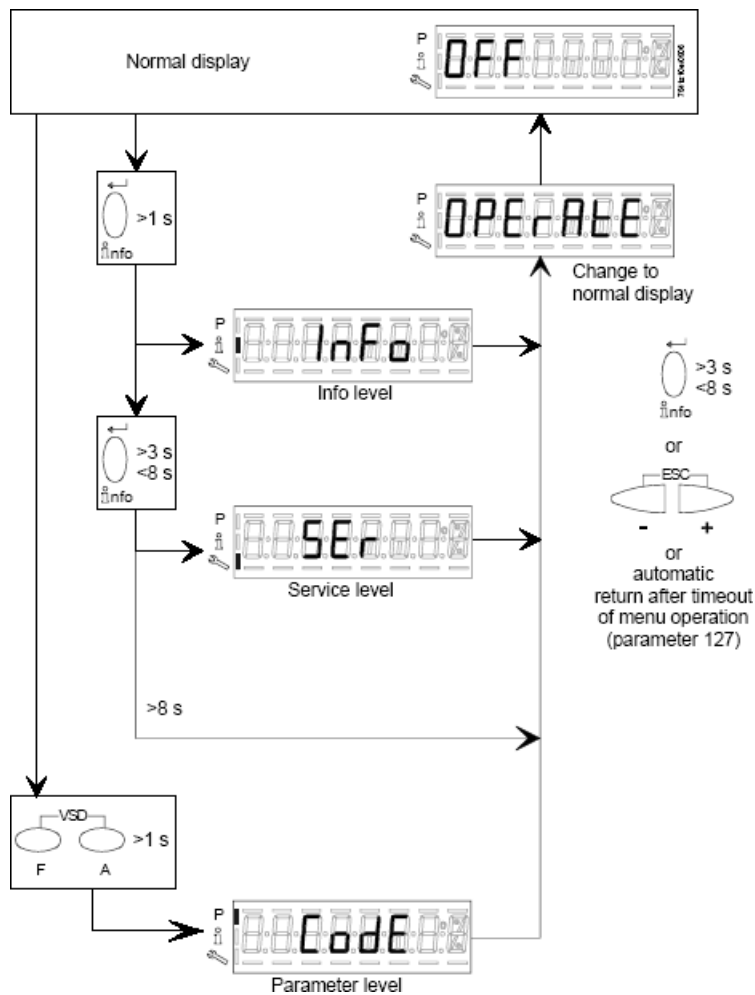 P
Normal display
OFF
P
>1 s
info
OPErAtE
Change to
normal display
P
InFo
Info level
>3 s
<8 s
info
>3 s
<8 s
info
or
ESC
- +
or
automatic
return after timeout
of menu operation
(parameter 127)
P
SEr
Service level
>8 s
VSD
>1 s
F A
P
CodE
Parameter level